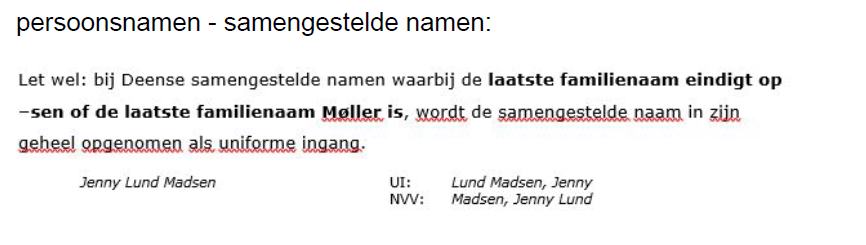 persoonsnamen - samengestelde namen:
Let wel: bij Deense samengestelde namen waarbij de laatste familienaam eindigt op
–sen of de laatste familienaam Møller is, wordt de samengestelde naam in zijn
geheel opgenomen als uniforme ingang.
Jenny Lund Madsen UI: Lund Madsen, Jenny
NVV: Madsen, Jenny Lund